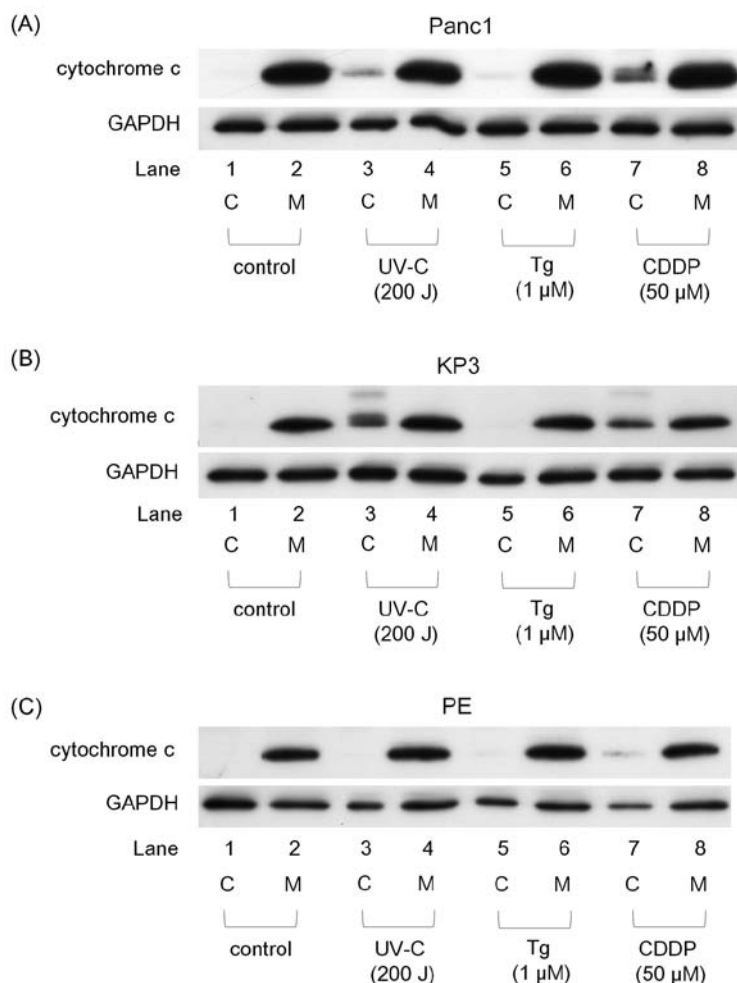 (A)
Panc1
cytochrome c
GAPDH
Lane 1 2 3 4 5 6 7 8
C M C M C M C M
control UV-C Tg CDDP
(200 J) (1 μM) (50 μM)
(B)
KP3
cytochrome c
GAPDH
Lane 1 2 3 4 5 6 7 8
C M C M C M C M
control UV-C Tg CDDP
(200 J) (1 μM) (50 μM)
(C)
PE
cytochrome c
GAPDH
Lane 1 2 3 4 5 6 7 8
C M C M C M C M
control UV-C Tg CDDP
(200 J) (1 μM) (50 μM)